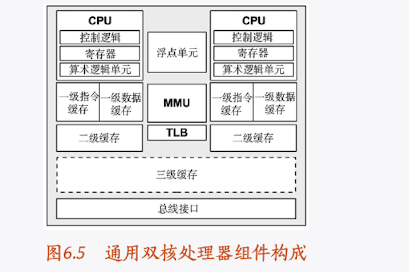 CPU
控制逻辑
寄存器
算术逻辑单元
浮点单元
CPU
控制逻辑
寄存器
算术逻辑单元
一级指令
缓存
一级数据
缓存
MMU
一级指令
缓存
一级数据
缓存
二级缓存
TLB
二级缓存
三级缓存
总线接口
图6.5 通用双核处理器组件构成